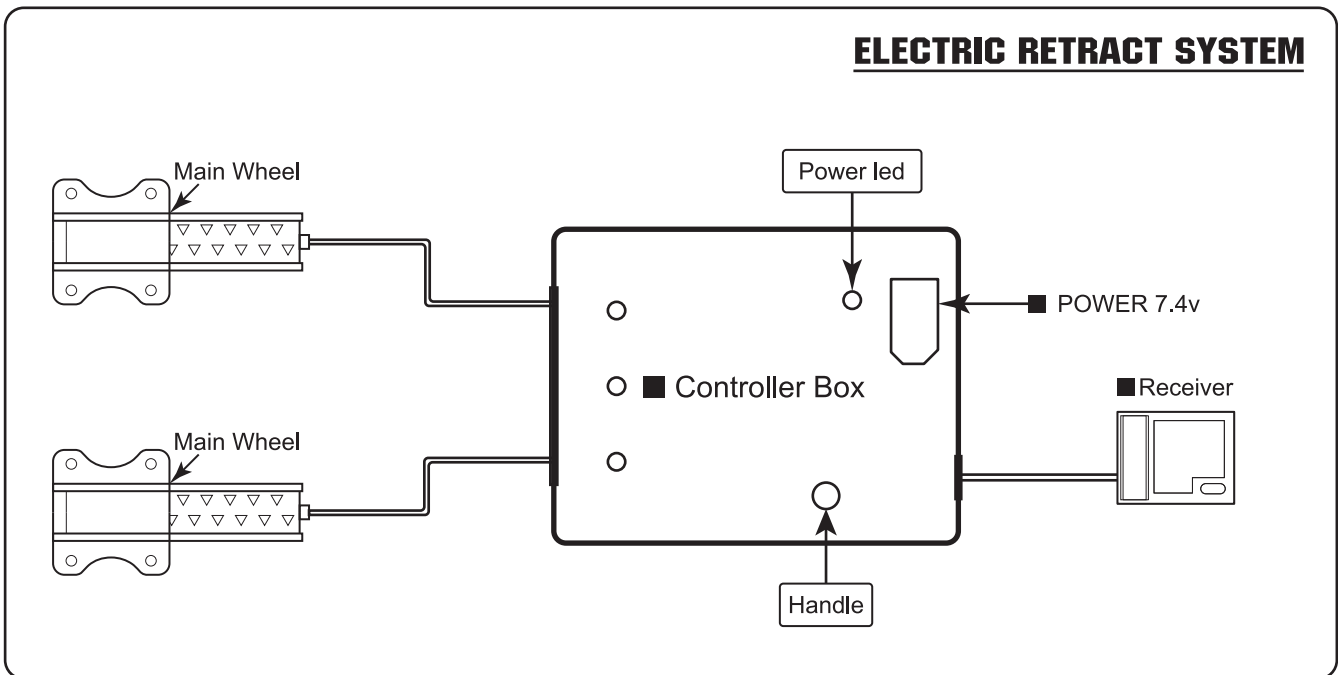 ELECTRIC RETRACT SYSTEM
Main Wheel
Power led
POWER 7.4v
Controller Box
Receiver
Main Wheel
Handle